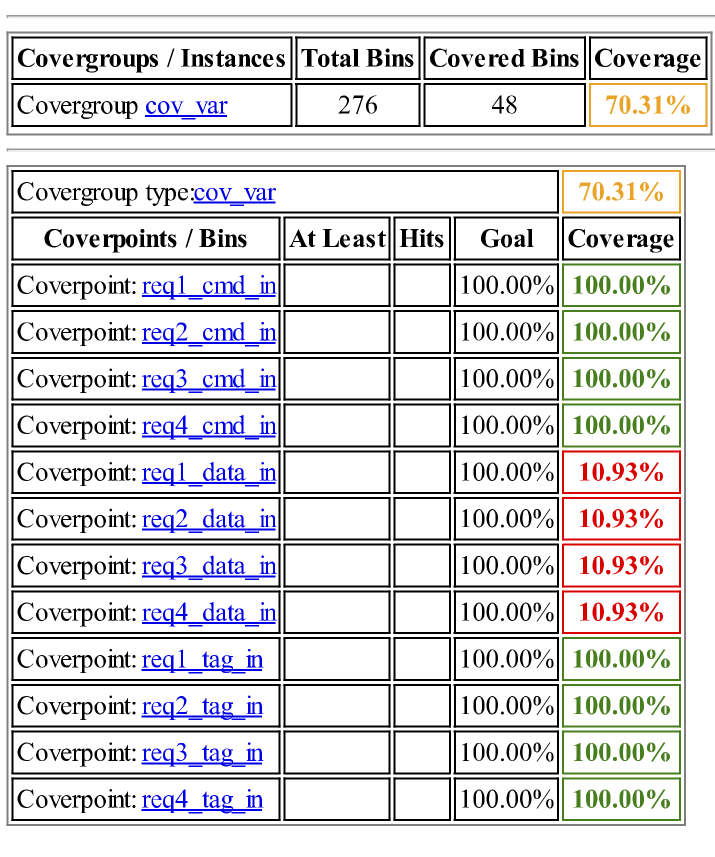 Covergroups / Instances Total Bins Covered Bins Coverage
Covergroup cov_var 276 48 70.31%
Covergroup type:cov_var 70.31%
Coverpoints / Bins At Least Hits Goal Coverage
Coverpoint: req1_cmd_in 100.00% 100.00%
Coverpoint: req2_cmd_in 100.00% 100.00%
Coverpoint: req3_cmd_in 100.00% 100.00%
Coverpoint: req4_cmd_in 100.00% 100.00%
Coverpoint: req1_data_in 100.00% 10.93%
Coverpoint: req2_data_in 100.00% 10.93%
Coverpoint: req3_data_in 100.00% 10.93%
Coverpoint: req4_data_in 100.00% 10.93%
Coverpoint: req1_tag_in 100.00% 100.00%
Coverpoint: req2_tag_in 100.00% 100.00%
Coverpoint: req3_tag_in 100.00% 100.00%
Coverpoint: req4_tag_in 100.00% 100.00%